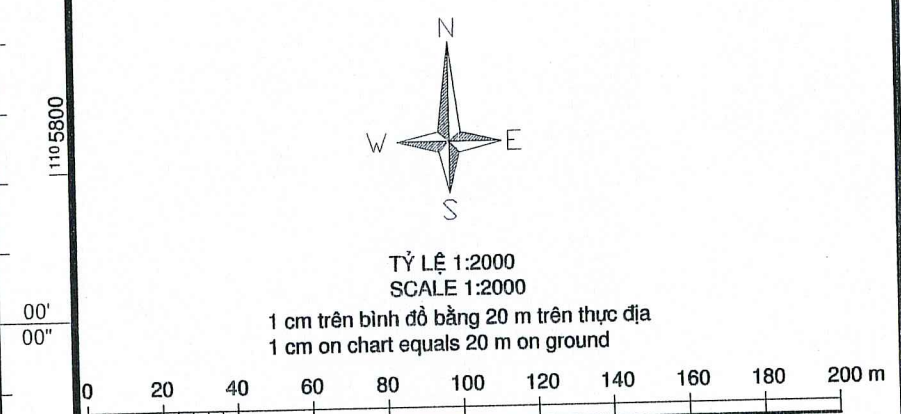 N
W E
S
110 5800
TỶ LỆ 1:2000
SCALE 1:2000
1 cm trên bình đồ bằng 20 m trên thực địa
1 cm on chart equals 20 m on ground
00'
00"
0 20 40 60 80 100 120 140 160 180 200 m